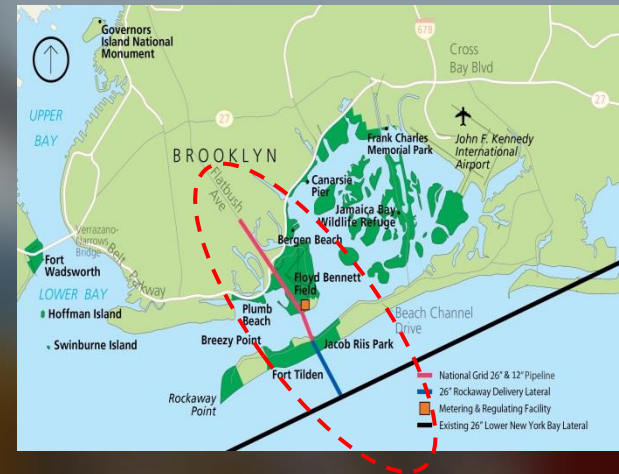 Governors
Island National
Monument
678
Cross
Bay Blvd
UPPER
BAY
27
27
Frank Charles
Memorial Park
John F. Kennedy
International
Airport
BROOKLYN
Flatbush
Ave
Canarsie
Pier
Jamaica Bay
Wildlife Refuge
Verrazano-
Narrows
Bridge
Bergen Beach
Belt Parkway
Fort
Wadsworth
Floyd Bennett
Field
LOWER BAY
Hoffman Island
Plumb
Beach
Beach Channel
Drive
Swinburne Island
Breezy Point
Jacob Riis Park
Fort Tilden
Rockaway
Point
National Grid 26" & 12" Pipeline
26" Rockaway Delivery Lateral
Metering & Regulating Facility
Existing 26" Lower New York Bay Lateral